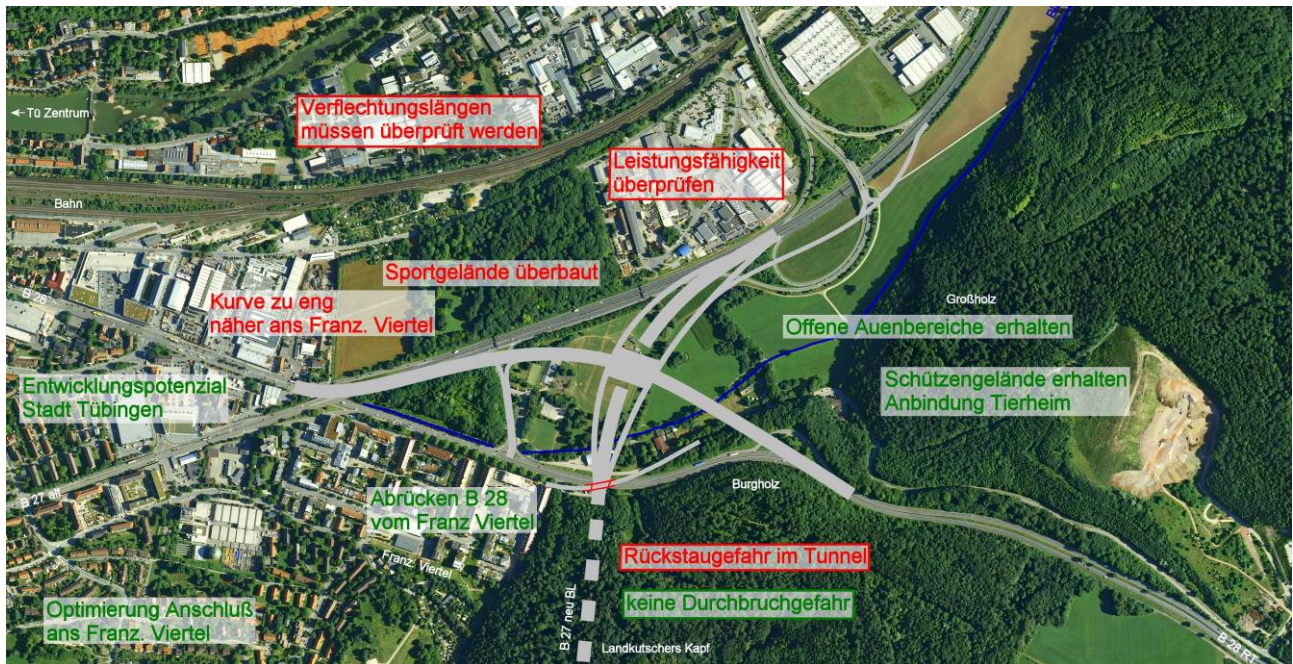 Verflechtungslängen
müssen überprüft werden
← Tü Zentrum
Leistungsfähigkeit
überprüfen
Bahn
Sportgelände überbaut
B 28
Kurve zu eng
näher ans Franz. Viertel
Großholz
Offene Auenbereiche erhalten
Entwicklungspotenzial
Stadt Tübingen
Schützengelände erhalten
Anbindung Tierheim
B 27 alt
Abrücken B 28
vom Franz Viertel
Burgholz
Franz. Viertel
Rückstaugefahr im Tunnel
keine Durchbruchgefahr
Optimierung Anschluß
ans Franz. Viertel
B 27 neu BL
Landkutschers Kapf
B 28 RT